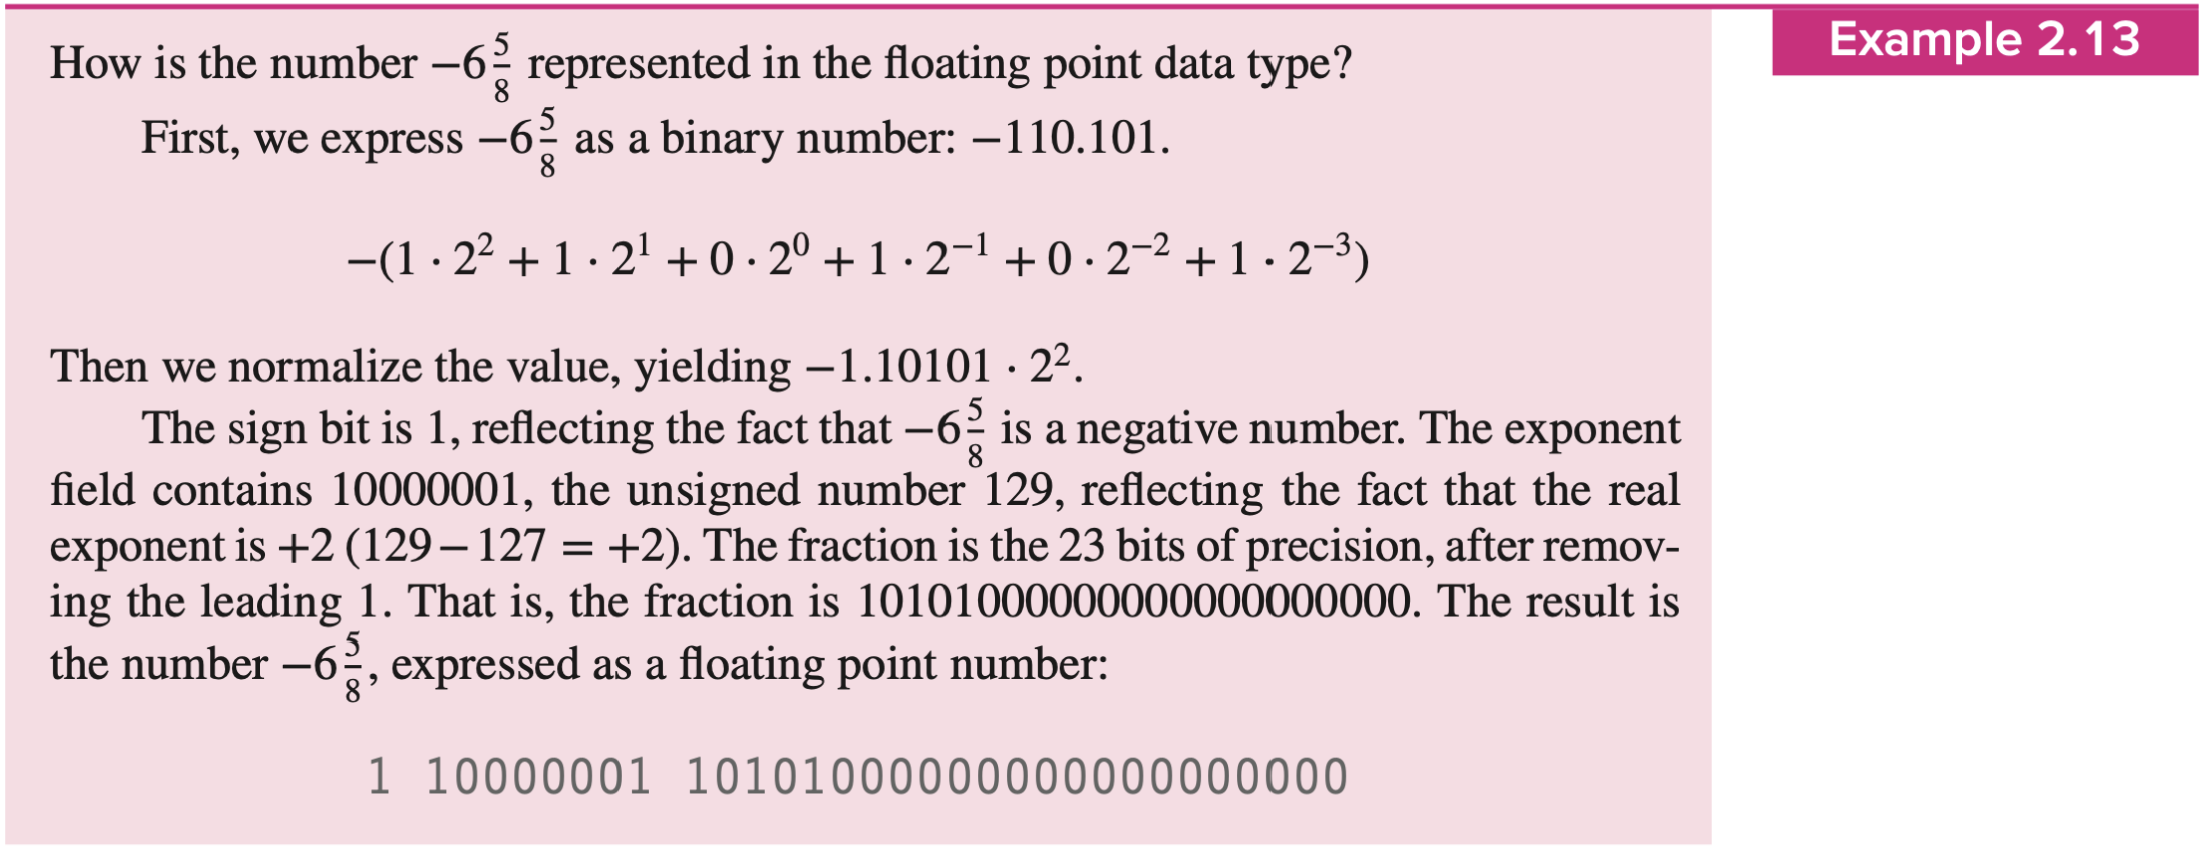 Example 2.13
How is the number −6 5/8 represented in the floating point data type?
First, we express −6 5/8 as a binary number: −110.101.
−(1 · 2² + 1 · 2¹ + 0 · 2⁰ + 1 · 2⁻¹ + 0 · 2⁻² + 1 · 2⁻³)
Then we normalize the value, yielding −1.10101 · 2².
The sign bit is 1, reflecting the fact that −6 5/8 is a negative number. The exponent
field contains 10000001, the unsigned number 129, reflecting the fact that the real
exponent is +2 (129 – 127 = +2). The fraction is the 23 bits of precision, after remov-
ing the leading 1. That is, the fraction is 10101000000000000000000. The result is
the number −6 5/8, expressed as a floating point number:
1 10000001 10101000000000000000000